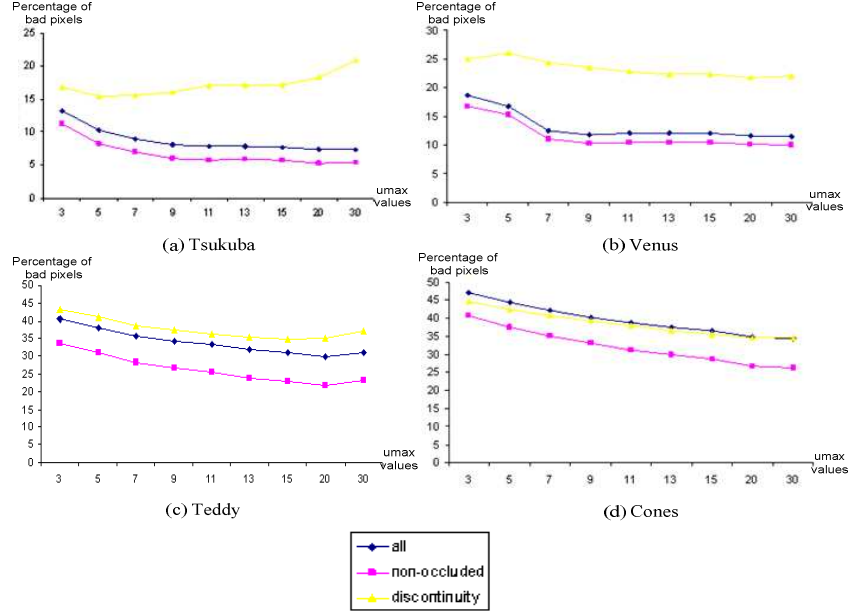 Percentage of
bad pixels
25
20
15
10
5
0
3 5 7 9 11 13 15 20 30
umax
values
(a) Tsukuba
Percentage of
bad pixels
30
25
20
15
10
5
0
3 5 7 9 11 13 15 20 30
umax
values
(b) Venus
Percentage of
bad pixels
50
45
40
35
30
25
20
15
10
5
0
3 5 7 9 11 13 15 20 30
umax
values
(c) Teddy
Percentage of
bad pixels
50
45
40
35
30
25
20
15
10
5
0
3 5 7 9 11 13 15 20 30
umax
values
(d) Cones
all
non-occluded
discontinuity